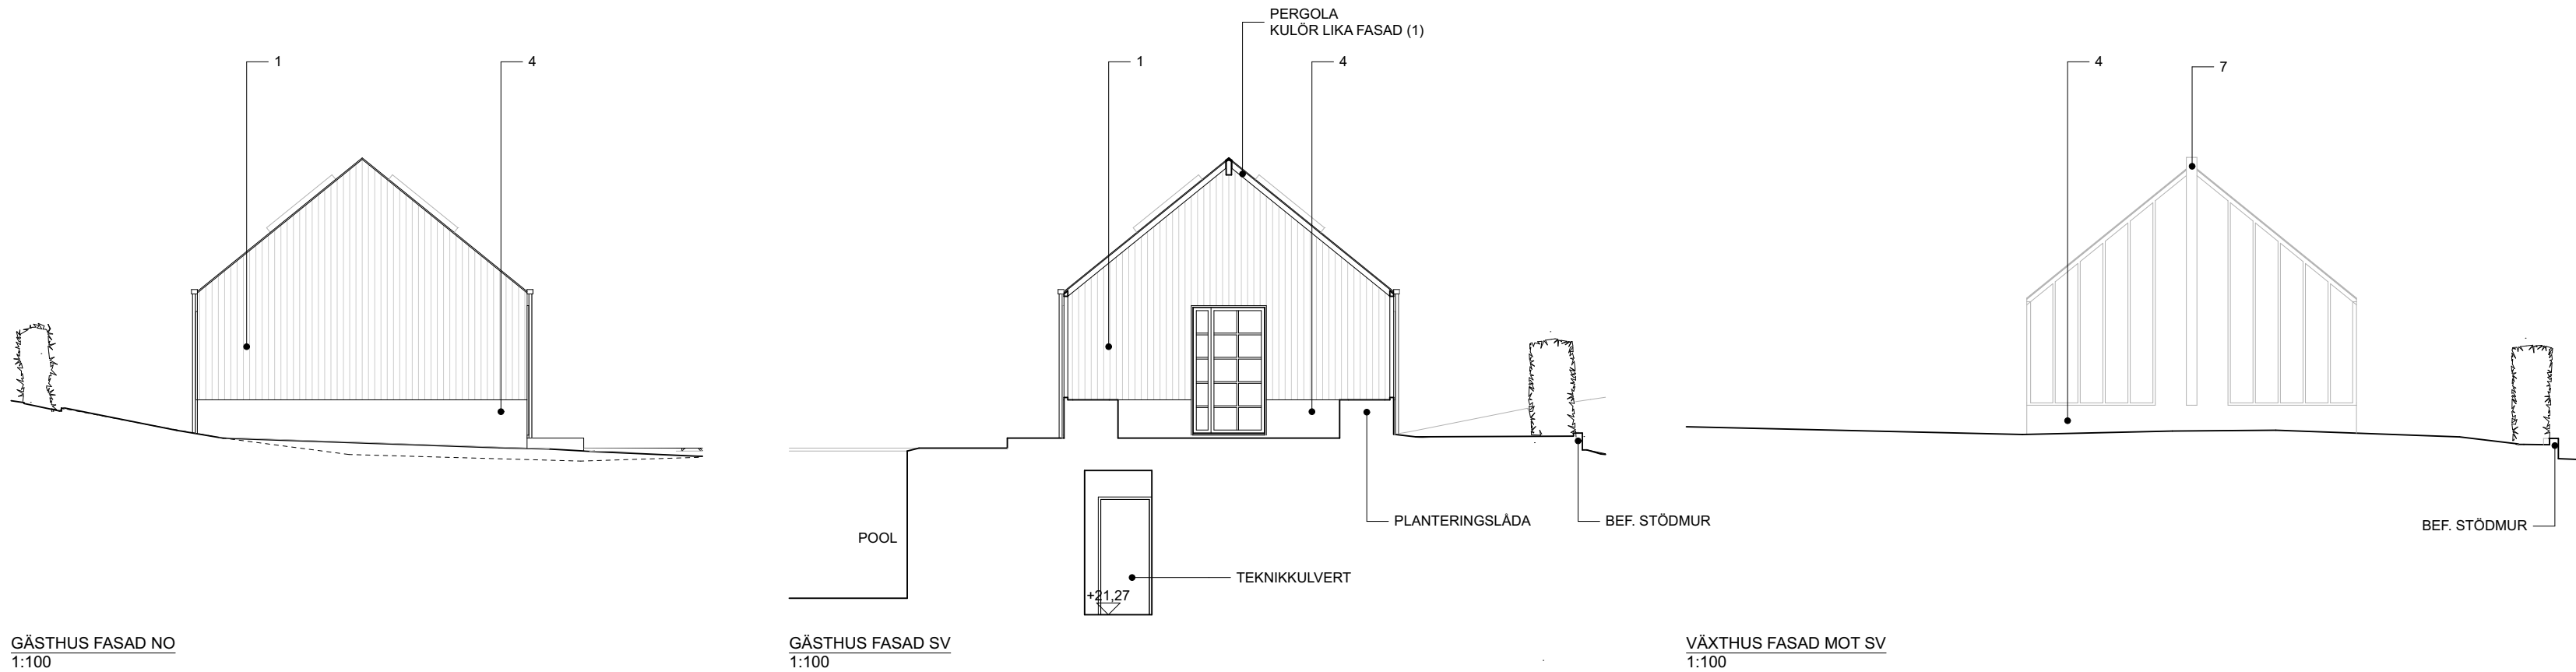 PERGOLA
KULÖR LIKA FASAD (1)
1
4
1
4
4
7
POOL
PLANTERINGSLÅDA
BEF. STÖDMUR
BEF. STÖDMUR
TEKNIKKULVERT
+21,27
GÄSTHUS FASAD NO
1:100
GÄSTHUS FASAD SV
1:100
VÄXTHUS FASAD MOT SV
1:100